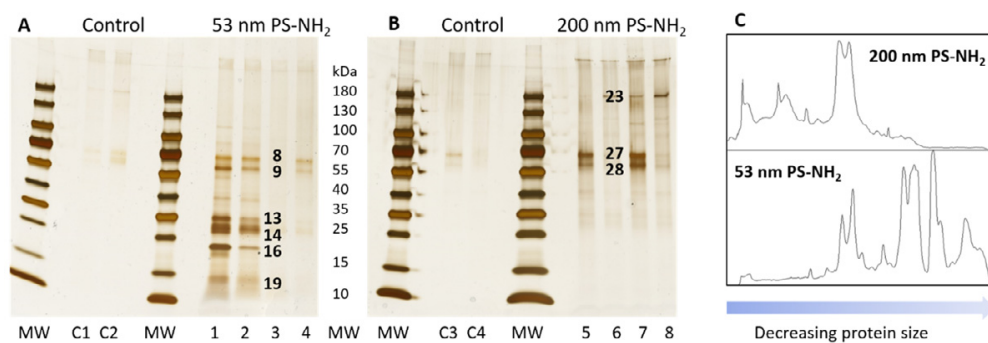 A
Control
53 nm PS-NH2
8
9
13
14
16
19
MW
C1
C2
MW
1
2
3
4
kDa
180
130
100
70
55
40
35
25
15
10
MW
B
Control
200 nm PS-NH2
23
27
28
MW
C3
C4
MW
5
6
7
8
C
200 nm PS-NH2
53 nm PS-NH2
Decreasing protein size